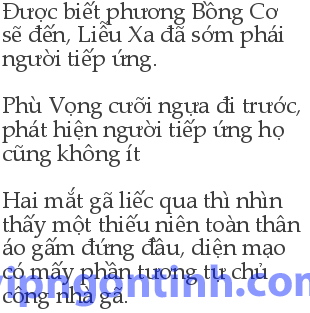 Được biết phương Bồng Cơ
sẽ đến, Liễu Xa đã sớm phái
người tiếp ứng.
Phù Vọng cưỡi ngựa đi trước,
phát hiện người tiếp ứng họ
cũng không ít
Hai mắt gã liếc qua thì nhìn
thấy một thiếu niên toàn thân
áo gấm đứng đầu, diện mạo
có mấy phần tương tự chủ
công nhà gã.
vipngontinh.com